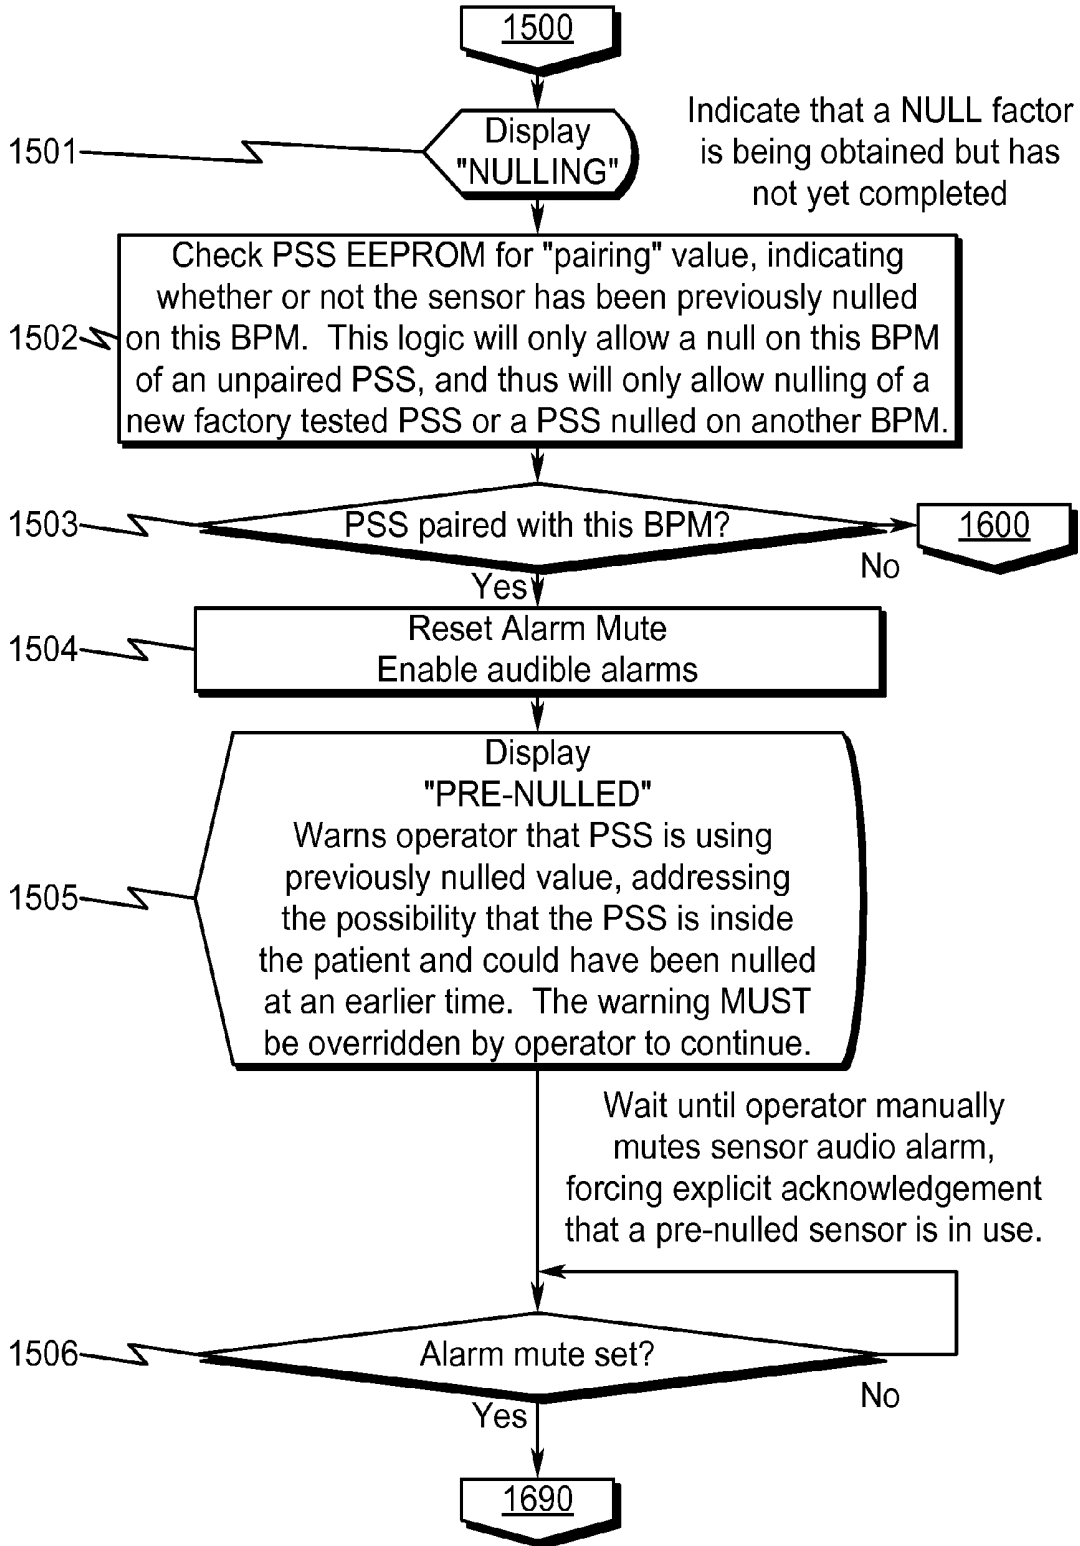 1500
Display
"NULLING"
1501
Indicate that a NULL factor
is being obtained but has
not yet completed
Check PSS EEPROM for "pairing" value, indicating
whether or not the sensor has been previously nulled
on this BPM.  This logic will only allow a null on this BPM
of an unpaired PSS, and thus will only allow nulling of a
new factory tested PSS or a PSS nulled on another BPM.
1502
1503
PSS paired with this BPM?
1600
No
Yes
1504
Reset Alarm Mute
Enable audible alarms
Display
"PRE-NULLED"
Warns operator that PSS is using
previously nulled value, addressing
the possibility that the PSS is inside
the patient and could have been nulled
at an earlier time.  The warning MUST
be overridden by operator to continue.
1505
Wait until operator manually
mutes sensor audio alarm,
forcing explicit acknowledgement
that a pre-nulled sensor is in use.
1506
Alarm mute set?
No
Yes
1690